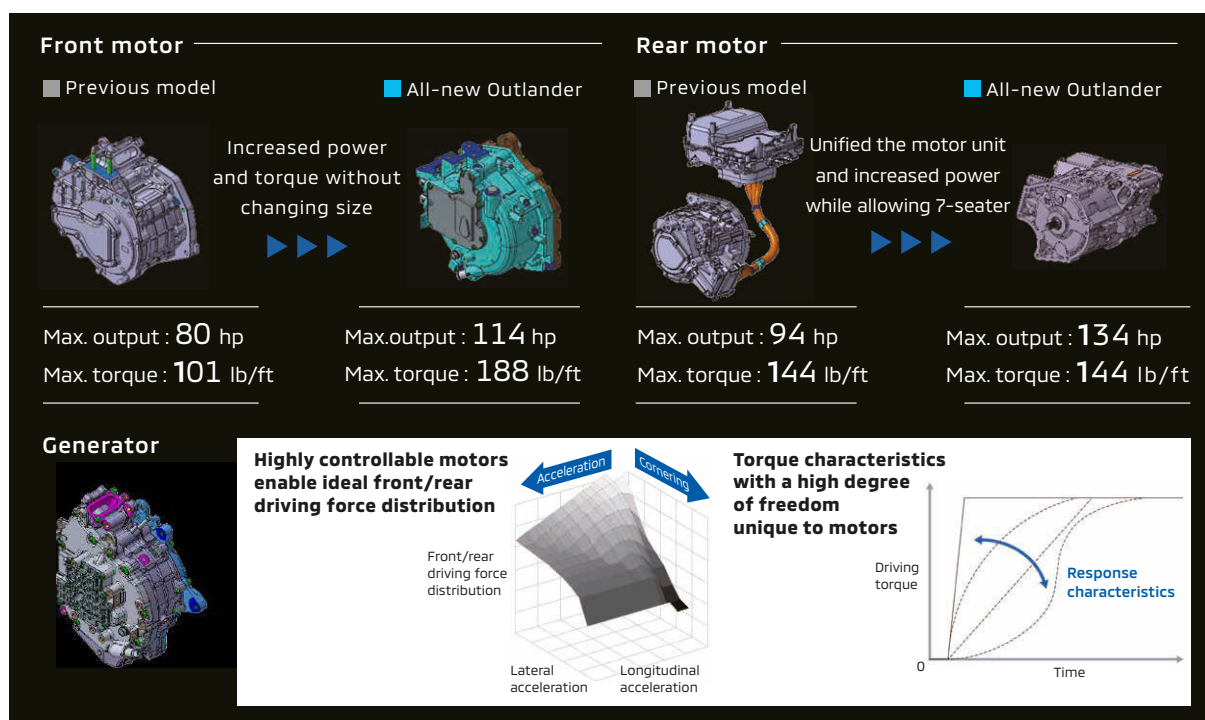 Front motor
Previous model
All-new Outlander
Increased power
and torque without
changing size
Max. output : 80 hp
Max. torque : 101 lb/ft
Max.output : 114 hp
Max. torque : 188 lb/ft
Rear motor
Previous model
All-new Outlander
Unified the motor unit
and increased power
while allowing 7-seater
Max. output : 94 hp
Max. torque : 144 lb/ft
Max. output : 134 hp
Max. torque : 144 lb/ft
Generator
Highly controllable motors
enable ideal front/rear
driving force distribution
Acceleration
Cornering
Front/rear
driving force
distribution
Lateral
acceleration
Longitudinal
acceleration
Torque characteristics
with a high degree
of freedom
unique to motors
Driving
torque
Response
characteristics
0
Time